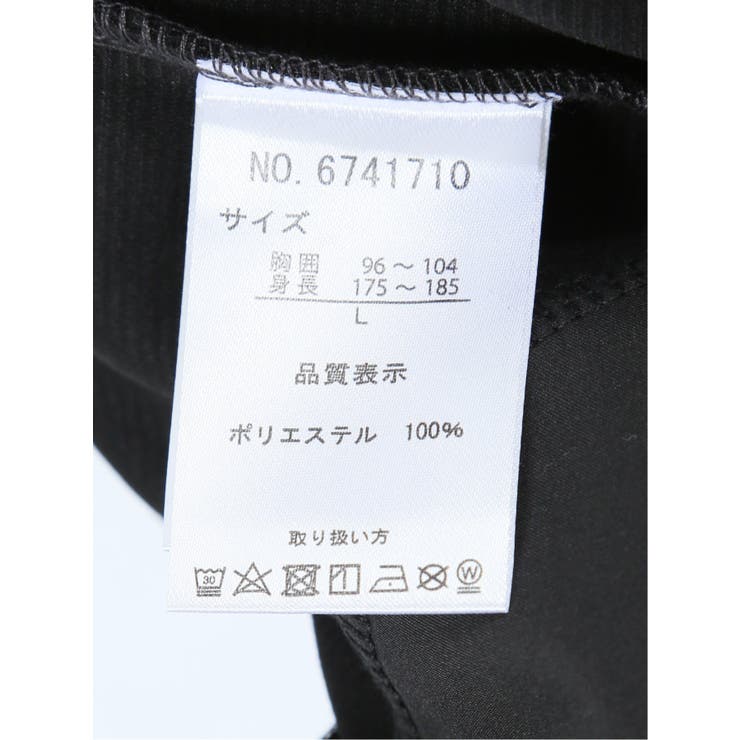 NO. 6741710
サイズ
胸囲 96～104
身長 175～185
L
品質表示
ポリエステル 100%
取り扱い方
30
W